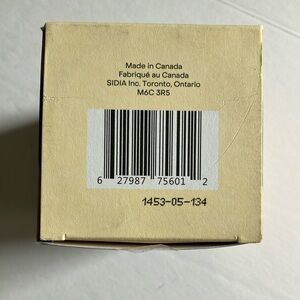 Made in Canada
Fabriqué au Canada
SIDIA Inc. Toronto, Ontario
M6C 3R5
6 27987 75601 2
1453-05-134